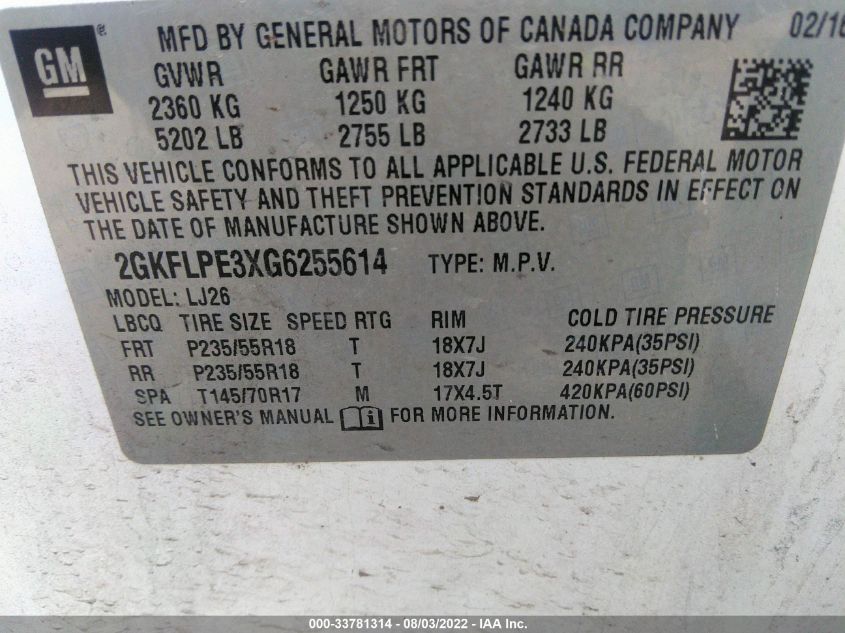 GM
®
MFD BY GENERAL MOTORS OF CANADA COMPANY 02/16
GVWR GAWR FRT GAWR RR
2360 KG 1250 KG 1240 KG
5202 LB 2755 LB 2733 LB
THIS VEHICLE CONFORMS TO ALL APPLICABLE U.S. FEDERAL MOTOR
VEHICLE SAFETY AND THEFT PREVENTION STANDARDS IN EFFECT ON
THE DATE OF MANUFACTURE SHOWN ABOVE.
2GKFLPE3XG6255614 TYPE: M.P.V.
MODEL: LJ26
LBCQ TIRE SIZE SPEED RTG RIM COLD TIRE PRESSURE
FRT P235/55R18 T 18X7J 240KPA(35PSI)
RR P235/55R18 T 18X7J 240KPA(35PSI)
SPA T145/70R17 M 17X4.5T 420KPA(60PSI)
SEE OWNER'S MANUAL i FOR MORE INFORMATION.
000-33781314 - 08/03/2022 - IAA Inc.